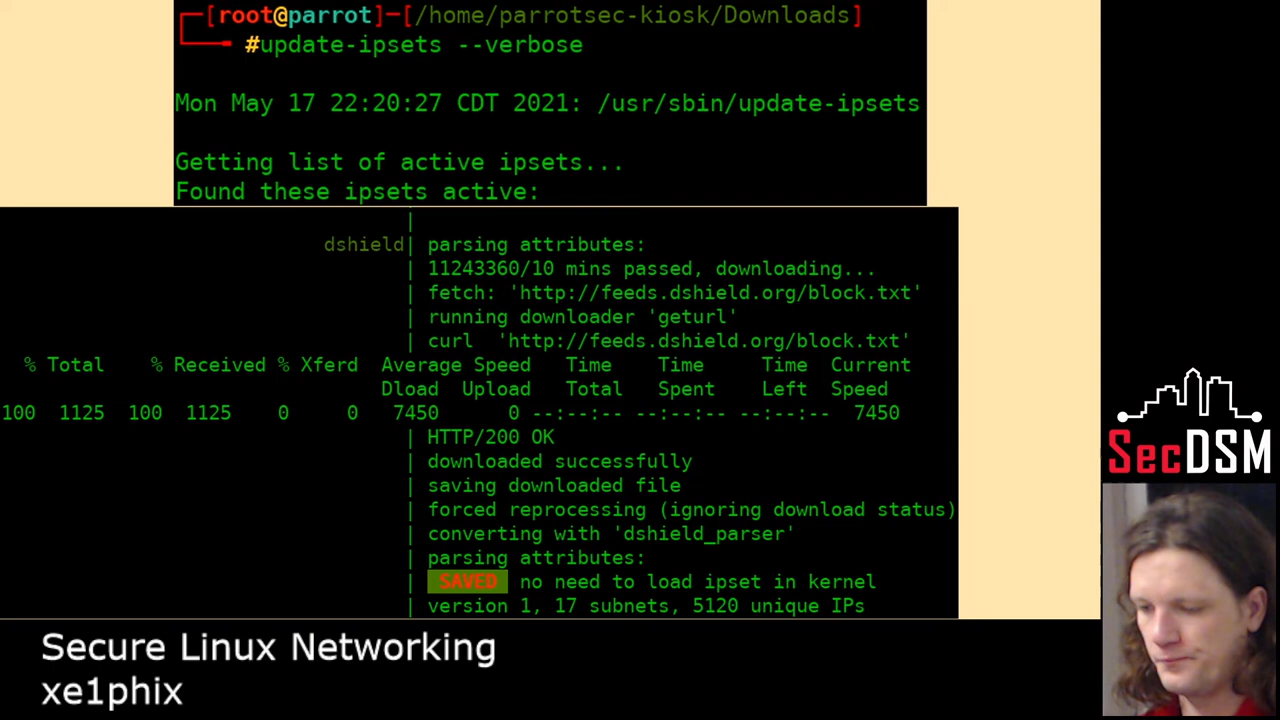 [root@parrot]─[/home/parrotsec-kiosk/Downloads]
#update-ipsets --verbose
Mon May 17 22:20:27 CDT 2021: /usr/sbin/update-ipsets
Getting list of active ipsets...
Found these ipsets active:
|
dshield| parsing attributes:
| 11243360/10 mins passed, downloading...
| fetch: 'http://feeds.dshield.org/block.txt'
| running downloader 'geturl'
| curl 'http://feeds.dshield.org/block.txt'
% Total % Received % Xferd Average Speed Time Time Time Current
Dload Upload Total Spent Left Speed
100 1125 100 1125 0 0 7450 0 --:--:-- --:--:-- --:--:-- 7450
| HTTP/200 OK
| downloaded successfully
| saving downloaded file
| forced reprocessing (ignoring download status)
| converting with 'dshield_parser'
| parsing attributes:
| SAVED no need to load ipset in kernel
| version 1, 17 subnets, 5120 unique IPs
SecDSM
Secure Linux Networking
xe1phix